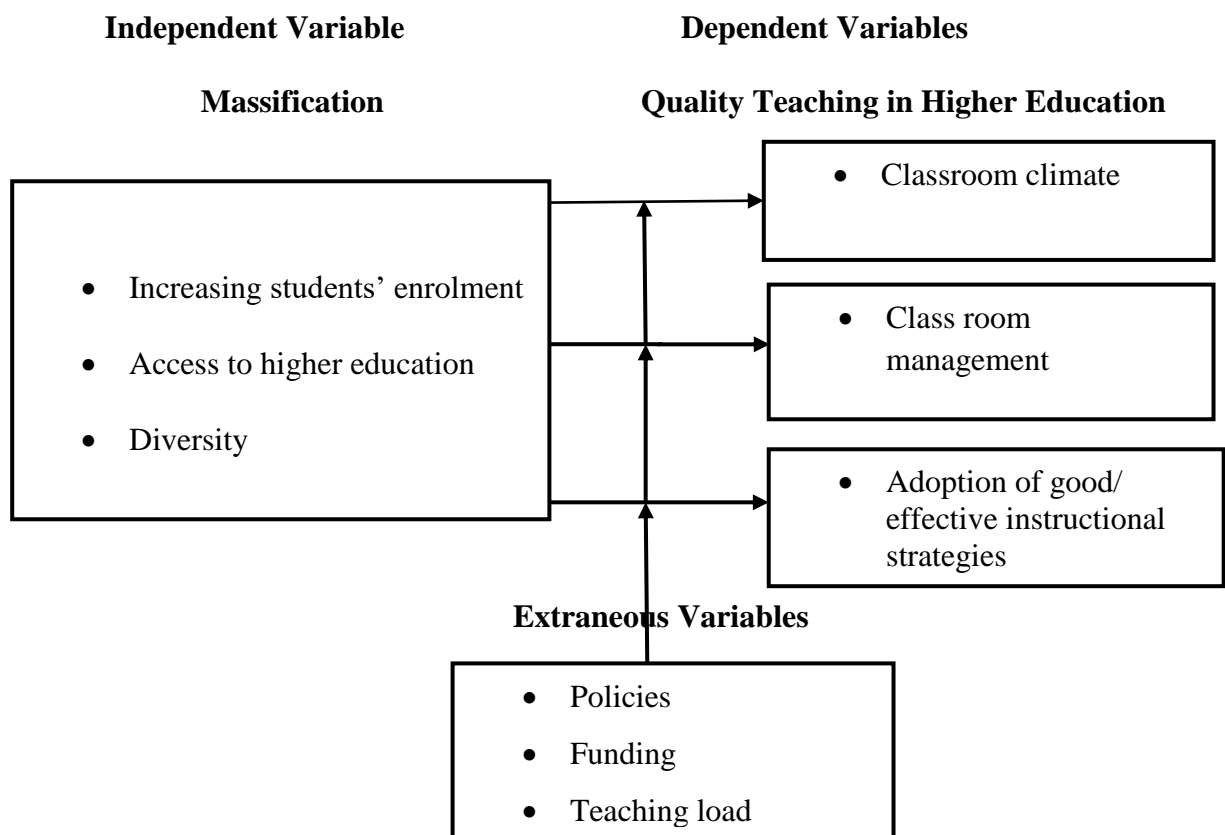 Independent Variable
Dependent Variables
Massification
Quality Teaching in Higher Education
• Increasing students’ enrolment
• Access to higher education
• Diversity
• Classroom climate
• Class room
management
• Adoption of good/
effective instructional
strategies
Extraneous Variables
• Policies
• Funding
• Teaching load